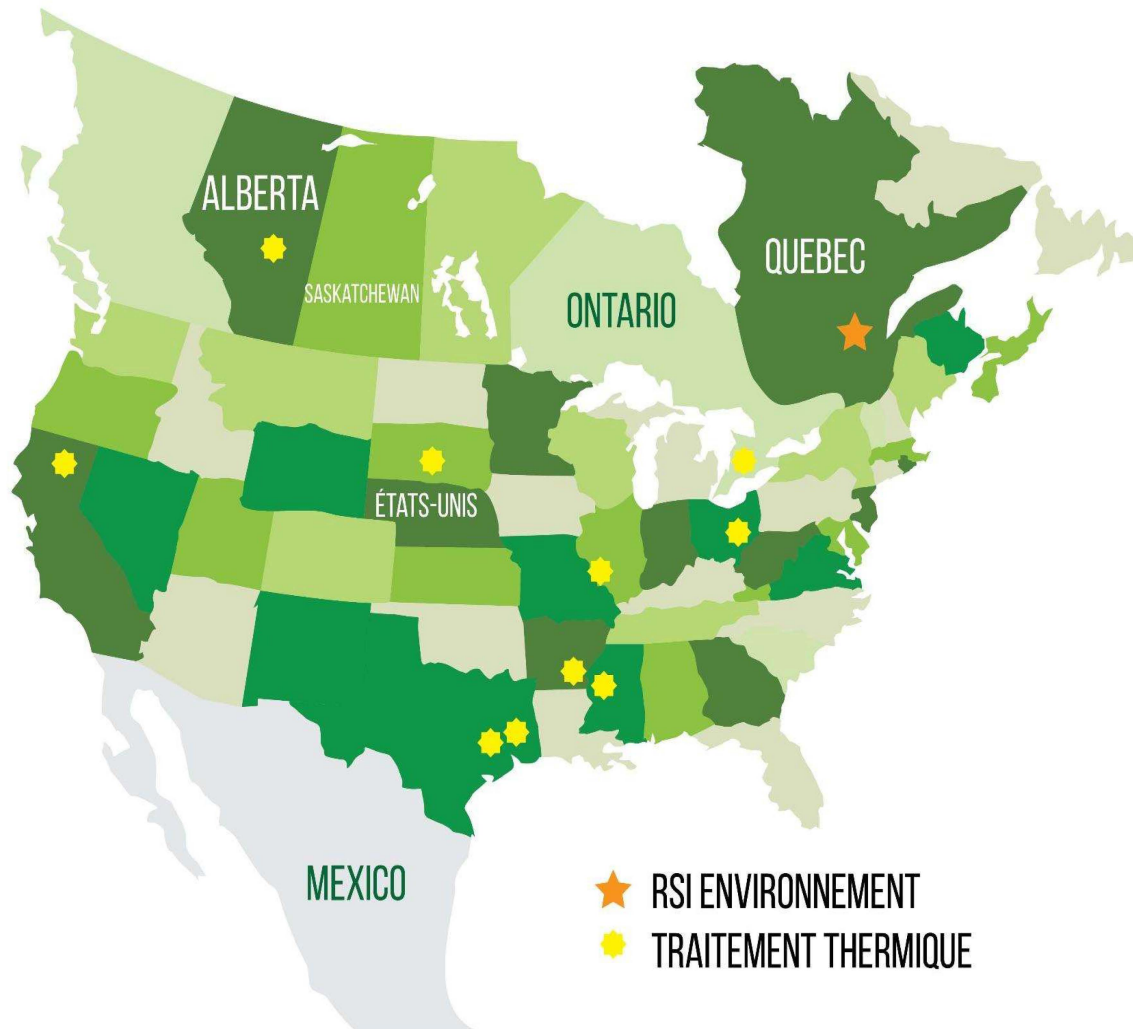 ALBERTA
QUEBEC
SASKATCHEWAN
ONTARIO
ÉTATS-UNIS
MEXICO
RSI ENVIRONNEMENT
TRAITEMENT THERMIQUE